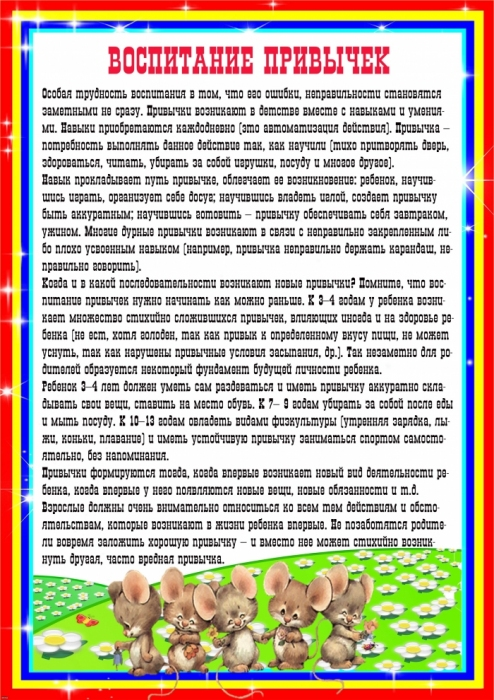 ВОСПИТАНИЕ ПРИВЫЧЕК
Особая трудность воспитания в том, что его ошибки, неправильности становятся
заметными не сразу. Привычки возникают в детстве вместе с навыками и умения-
ми. Навыки приобретаются каждодневно (это автоматизация действия). Привычка –
потребность выполнять данное действие так, как научили (тихо притворять дверь,
здороваться, читать, убирать за собой игрушки, посуду и многое другое).
Навык прокладывает путь привычке, облегчает ее возникновение: ребенок, научив-
шись играть, организует себе досуг; научившись владеть иглой, создает привычку
быть аккуратным; научившись готовить – привычку обеспечивать себя завтраком,
ужином. Многие дурные привычки возникают в связи с неправильно закрепленным ли-
бо плохо усвоенным навыком (например, привычка неправильно держать карандаш, не-
правильно говорить).
Когда и в какой последовательности возникают новые привычки? Помните, что вос-
питание привычек нужно начинать как можно раньше. К 3–4 годам у ребенка возни-
кает множество стихийно сложившихся привычек, влияющих иногда и на здоровье ре-
бенка (не ест, хотя голоден, так как привык к определенному вкусу пищи, не может
уснуть, так как нарушены привычные условия засыпания, др.). Так незаметно для ро-
дителей образуется некоторый фундамент будущей личности ребенка.
Ребенок 3–4 лет должен уметь сам раздеваться и иметь привычку аккуратно скла-
дывать свои вещи, ставить на место обувь. К 7– 9 годам убирать за собой после еды
и мыть посуду. К 10–13 годам овладеть видами физкультуры (утренняя зарядка, лы-
жи, коньки, плавание) и иметь устойчивую привычку заниматься спортом самосто-
ятельно, без напоминания.
Привычки формируются тогда, когда впервые возникает новый вид деятельности ре-
бенка, когда впервые у него появляются новые вещи, новые обязанности и т.д.
Взрослые должны очень внимательно относиться ко всем тем действиям и обсто-
ятельствам, которые возникают в жизни ребенка впервые. Не позаботятся родите-
ли вовремя заложить хорошую привычку – и вместо нее может стихийно возник-
нуть другая, часто вредная привычка.